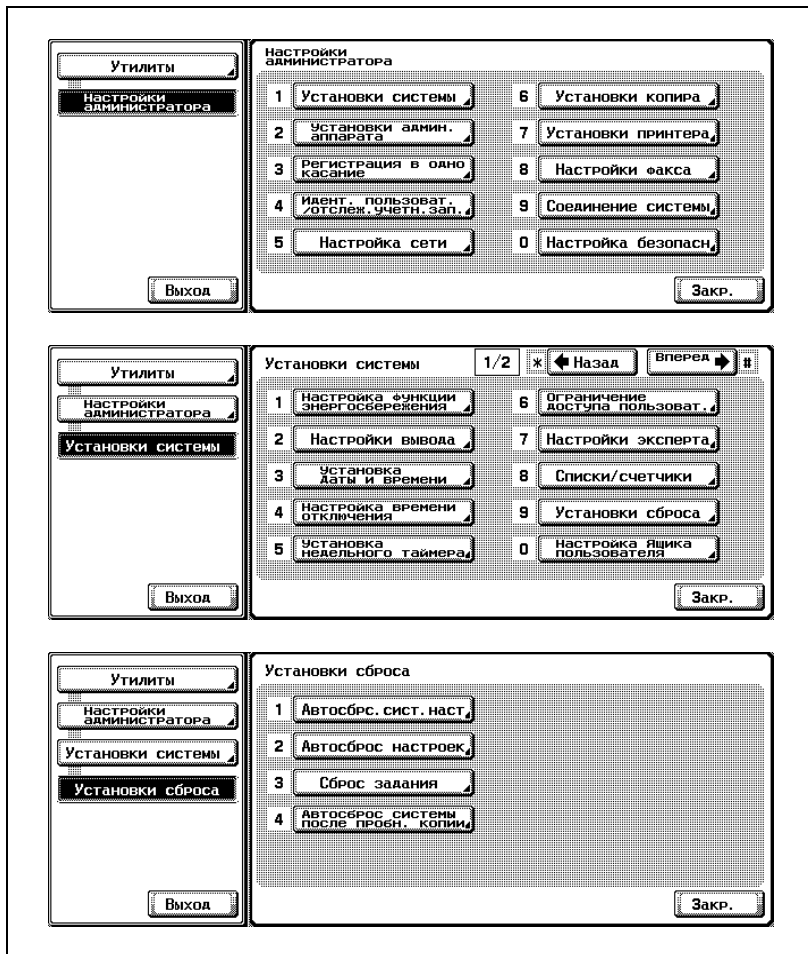 Утилиты
Настройки
администратора
Выход
Настройки
администратора
1 Установки системы
2 Установки админ.
аппарата
3 Регистрация в одно
касание
4 Идент. пользоват.
/отслеж.учетн.зап.
5 Настройка сети
6 Установки копира
7 Установки принтера
8 Настройки факса
9 Соединение системы
0 Настройка безопасн
Закр.
Утилиты
Настройки
администратора
Установки системы
Выход
Установки системы 1/2 * Назад Вперед #
1 Настройка функции
энергосбережения
2 Настройки вывода
3 Установка
даты и времени
4 Настройка времени
отключения
5 Установка
недельного таймера
6 Ограничение
доступа пользоват.
7 Настройки эксперта
8 Списки/счетчики
9 Установки сброса
0 Настройка Ящика
пользователя
Закр.
Утилиты
Настройки
администратора
Установки системы
Установки сброса
Выход
Установки сброса
1 Автосбрс.сист.наст
2 Автосброс настроек
3 Сброс задания
4 Автосброс системы
после пробн. копии
Закр.